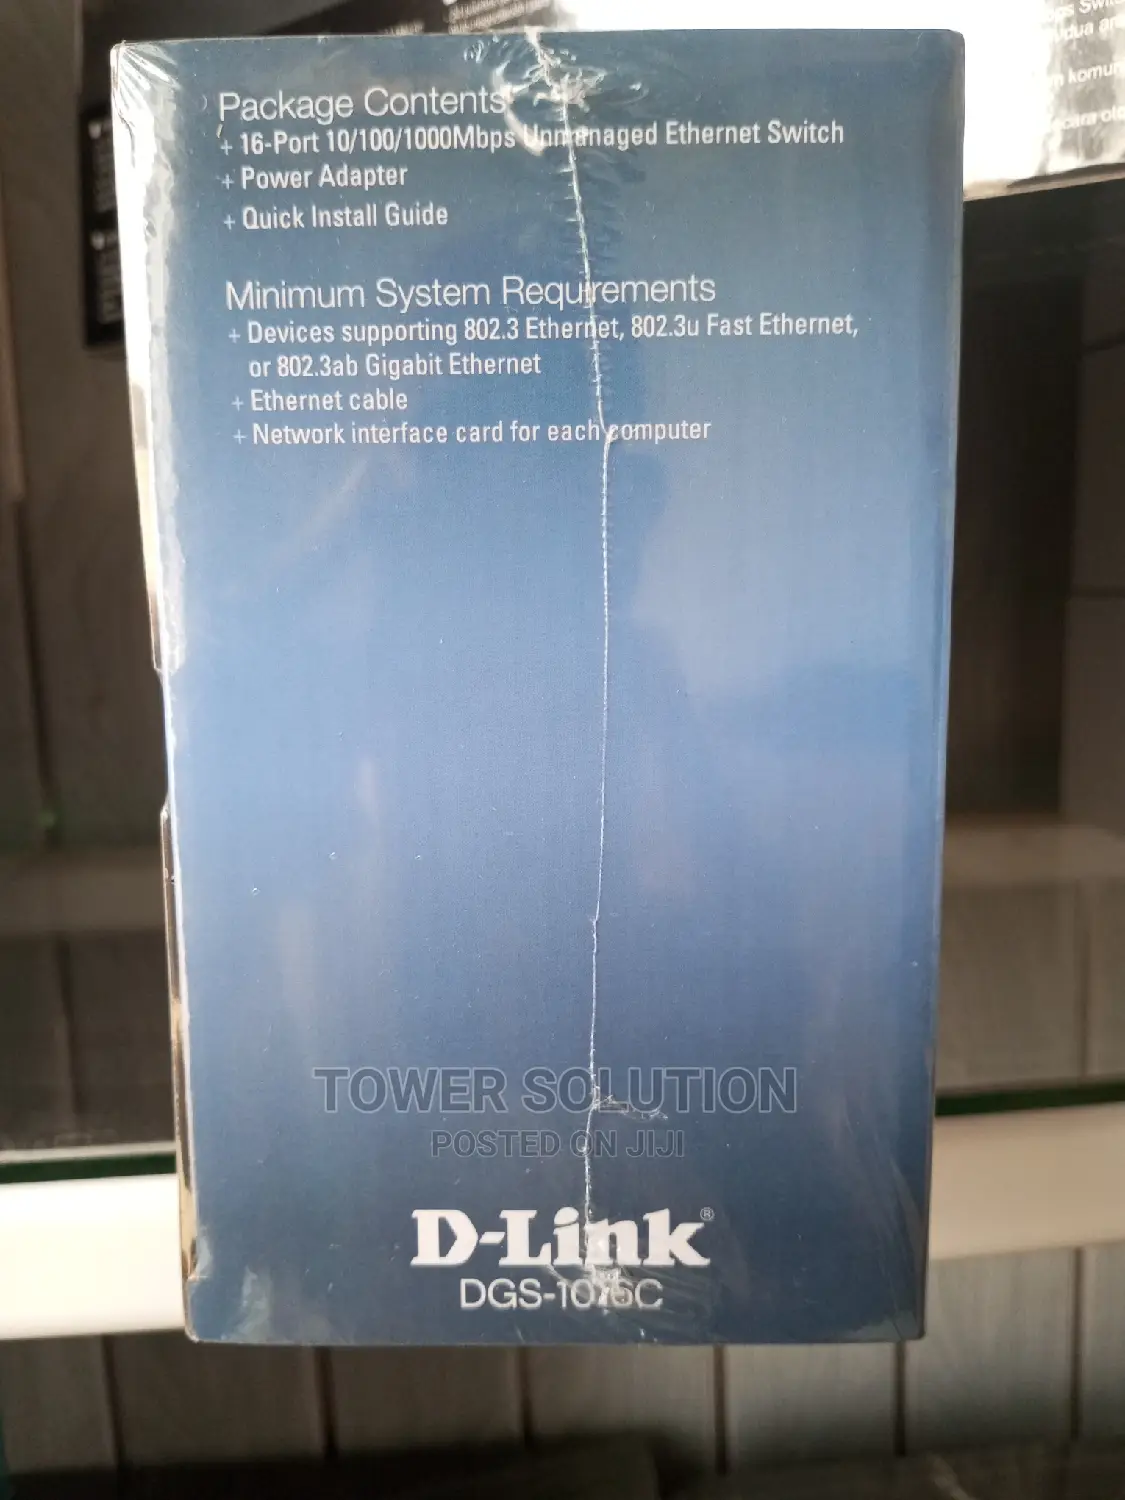 Package Contents
+ 16-Port 10/100/1000Mbps Unmanaged Ethernet Switch
+ Power Adapter
+ Quick Install Guide
Minimum System Requirements
+ Devices supporting 802.3 Ethernet, 802.3u Fast Ethernet,
or 802.3ab Gigabit Ethernet
+ Ethernet cable
+ Network interface card for each computer
TOWER SOLUTION
POSTED ON JIJI
D-Link®